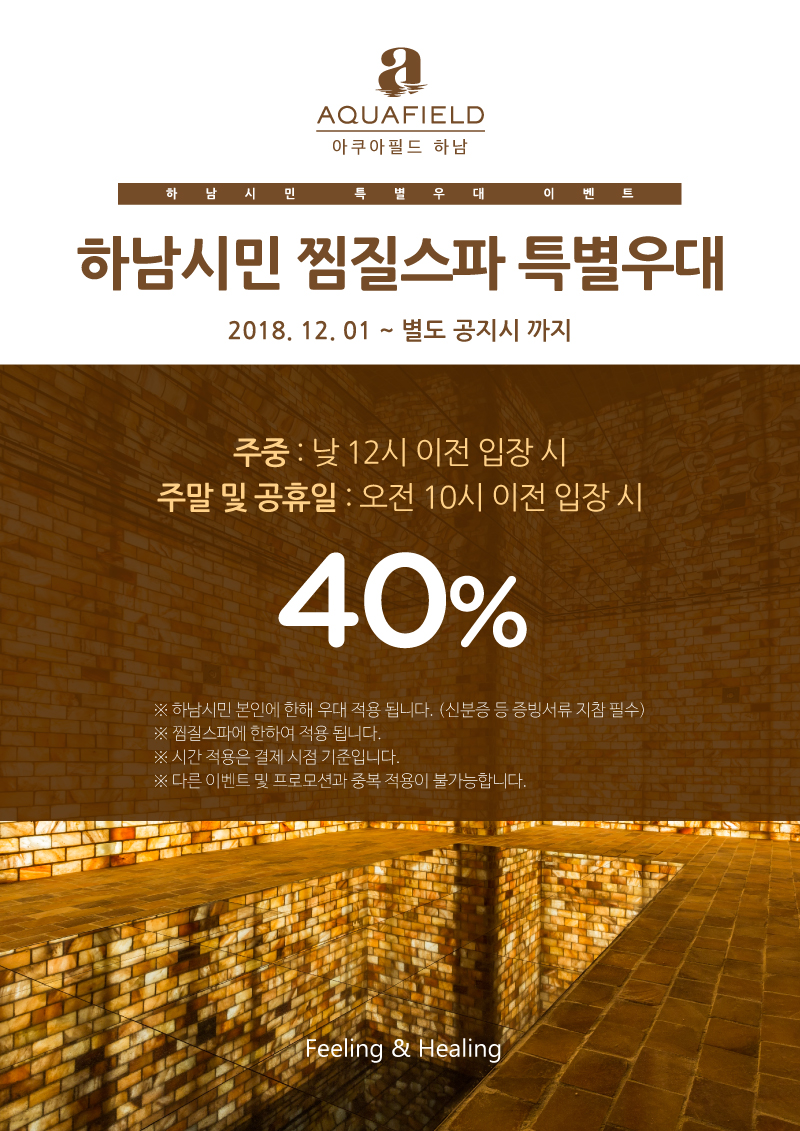 a
AQUAFIELD
아쿠아필드 하남
하남시민 특별우대 이벤트
하남시민 찜질스파 특별우대
2018. 12. 01 ~ 별도 공지시 까지
주중 : 낮 12시 이전 입장 시
주말 및 공휴일 : 오전 10시 이전 입장 시
40%
※ 하남시민 본인에 한해 우대 적용 됩니다. (신분증 등 증빙서류 지참 필수)
※ 찜질스파에 한하여 적용 됩니다.
※ 시간 적용은 결제 시점 기준입니다.
※ 다른 이벤트 및 프로모션과 중복 적용이 불가능합니다.
Feeling & Healing